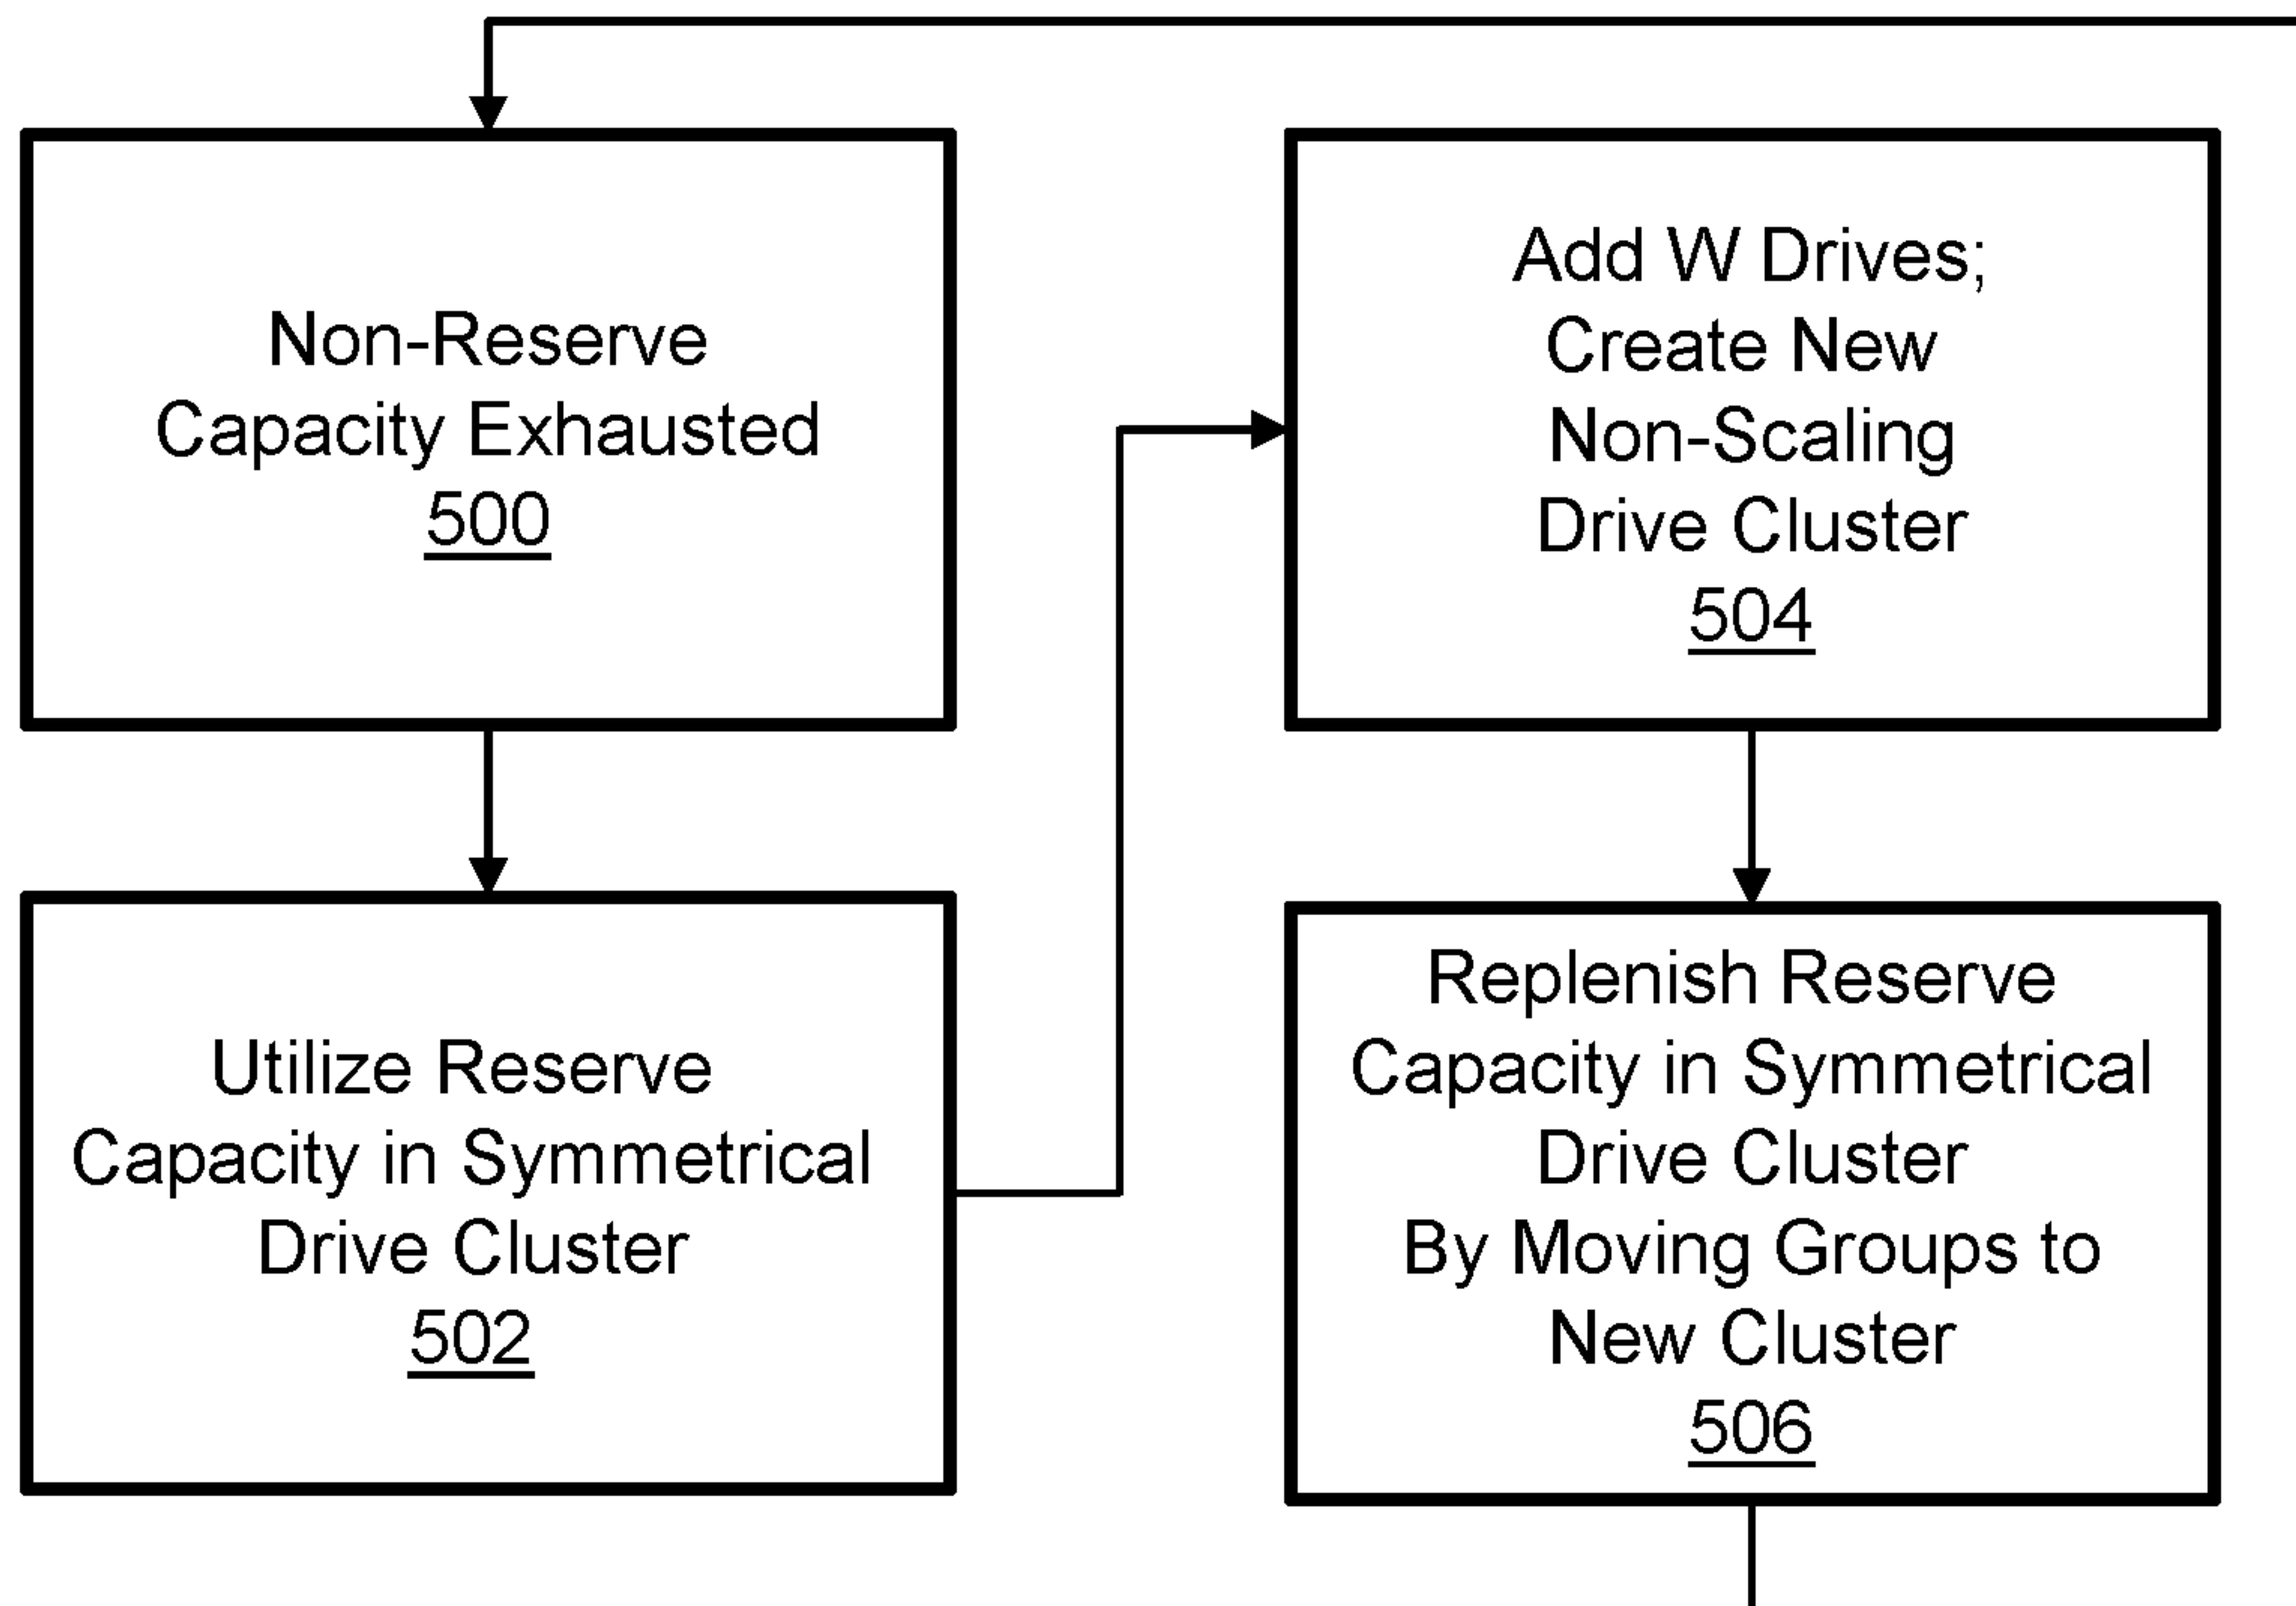 Non-Reserve
Capacity Exhausted
500
Utilize Reserve
Capacity in Symmetrical
Drive Cluster
502
Add W Drives;
Create New
Non-Scaling
Drive Cluster
504
Replenish Reserve
Capacity in Symmetrical
Drive Cluster
By Moving Groups to
New Cluster
506